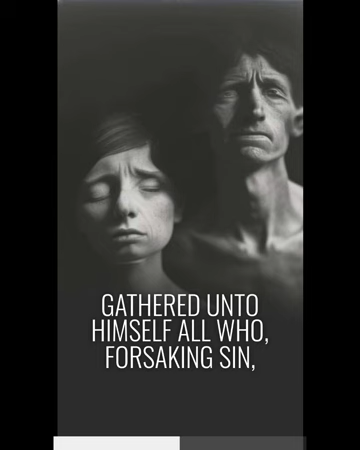 GATHERED UNTO
HIMSELF ALL WHO,
FORSAKING SIN,